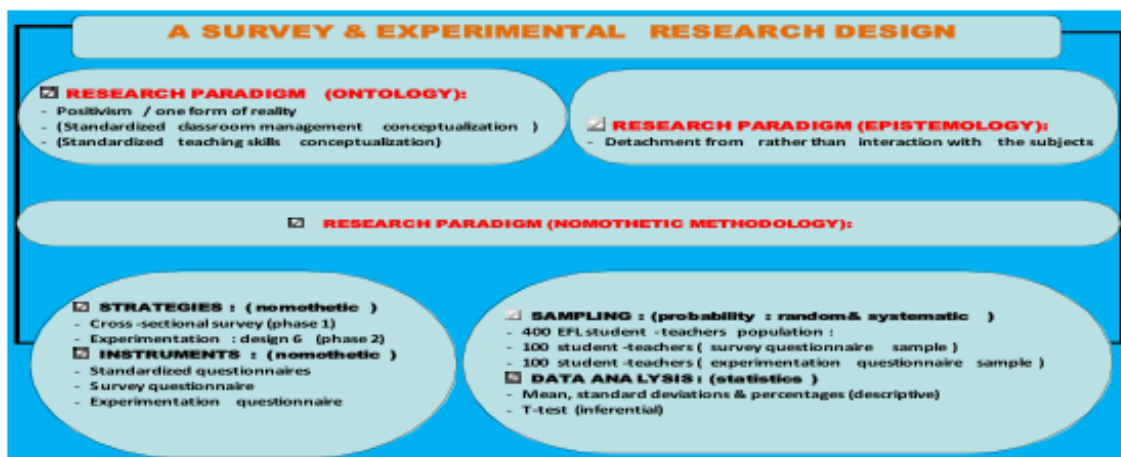 A SURVEY & EXPERIMENTAL RESEARCH DESIGN
RESEARCH PARADIGM (ONTOLOGY):
- Positivism / one form of reality
- (Standardized classroom management conceptualization )
- (Standardized teaching skills conceptualization)
RESEARCH PARADIGM (EPISTEMOLOGY):
- Detachment from rather than interaction with the subjects
RESEARCH PARADIGM (NOMOTHETIC METHODOLOGY):
STRATEGIES : (nomothetic )
- Cross -sectional survey (phase 1)
- Experimentation : design 6 (phase 2)
INSTRUMENTS : (nomothetic )
- Standardized questionnaires
- Survey questionnaire
- Experimentation questionnaire
SAMPLING : (probability : random& systematic )
- 400 EFL student -teachers population :
- 100 student -teachers ( survey questionnaire sample )
- 100 student -teachers ( experimentation questionnaire sample )
DATA ANALYSIS: (statistics )
- Mean, standard deviations & percentages (descriptive)
- T-test (inferential)